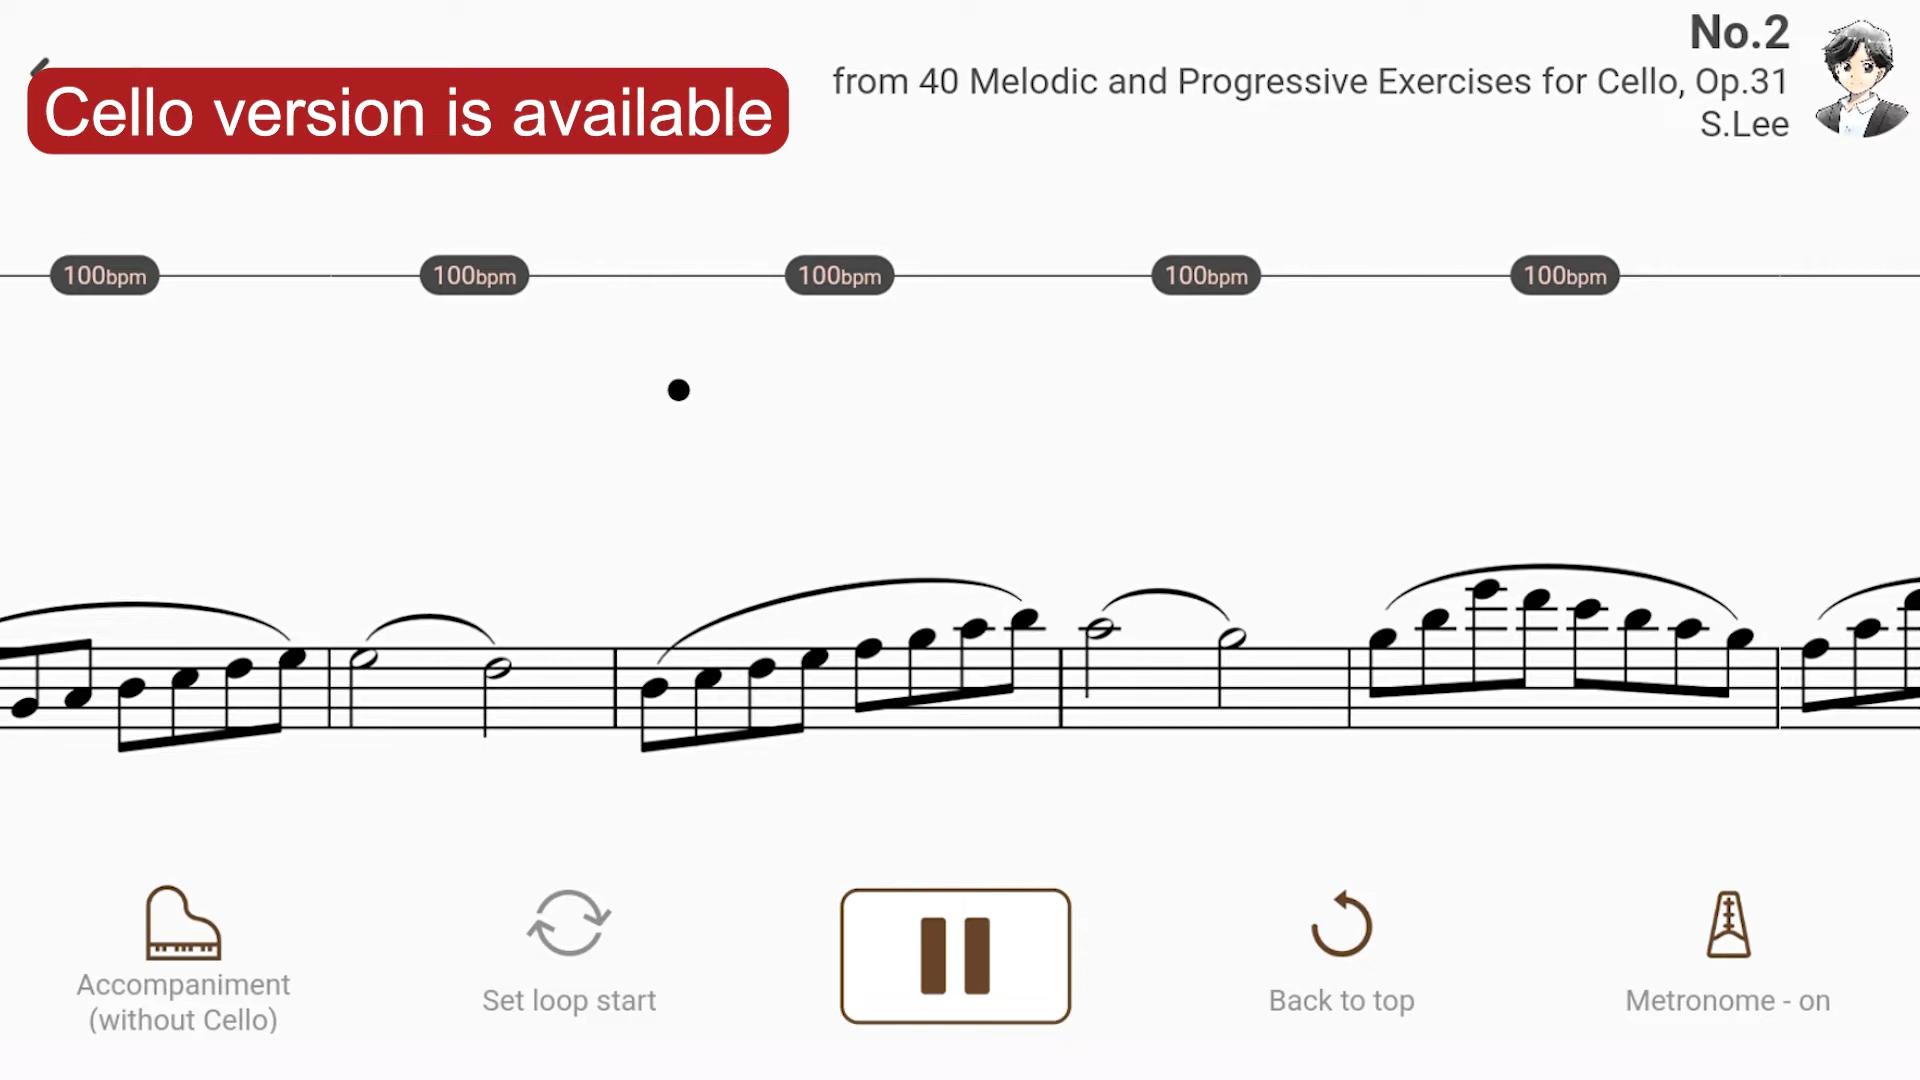 No.2
from 40 Melodic and Progressive Exercises for Cello, Op.31
S.Lee
Cello version is available
100bpm
100bpm
100bpm
100bpm
100bpm
Accompaniment
(without Cello)
Set loop start
Back to top
Metronome - on